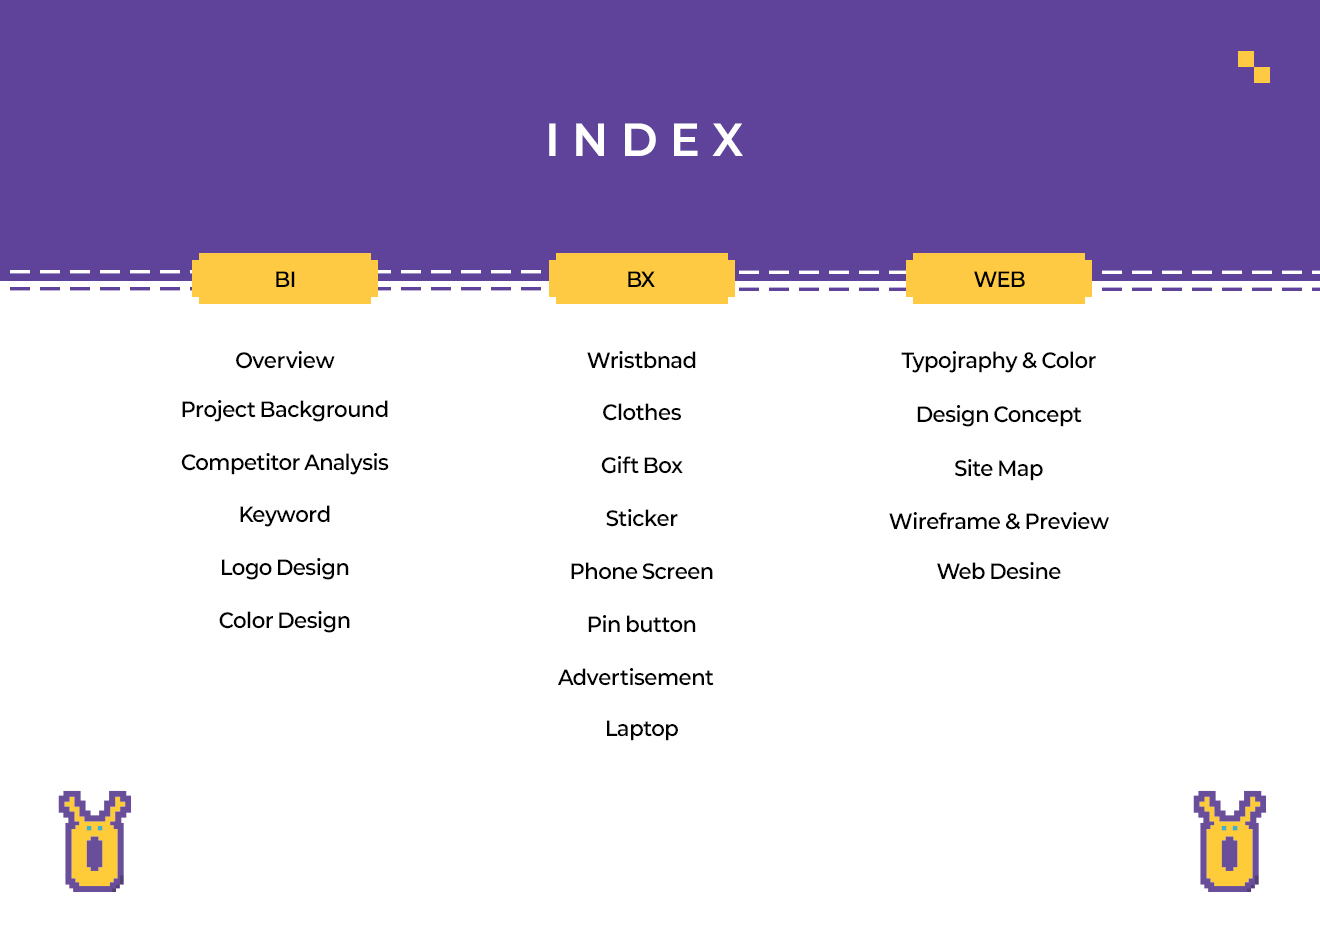 INDEX
BI
Overview
Project Background
Competitor Analysis
Keyword
Logo Design
Color Design
BX
Wristbnad
Clothes
Gift Box
Sticker
Phone Screen
Pin button
Advertisement
Laptop
WEB
Typojraphy & Color
Design Concept
Site Map
Wireframe & Preview
Web Desine